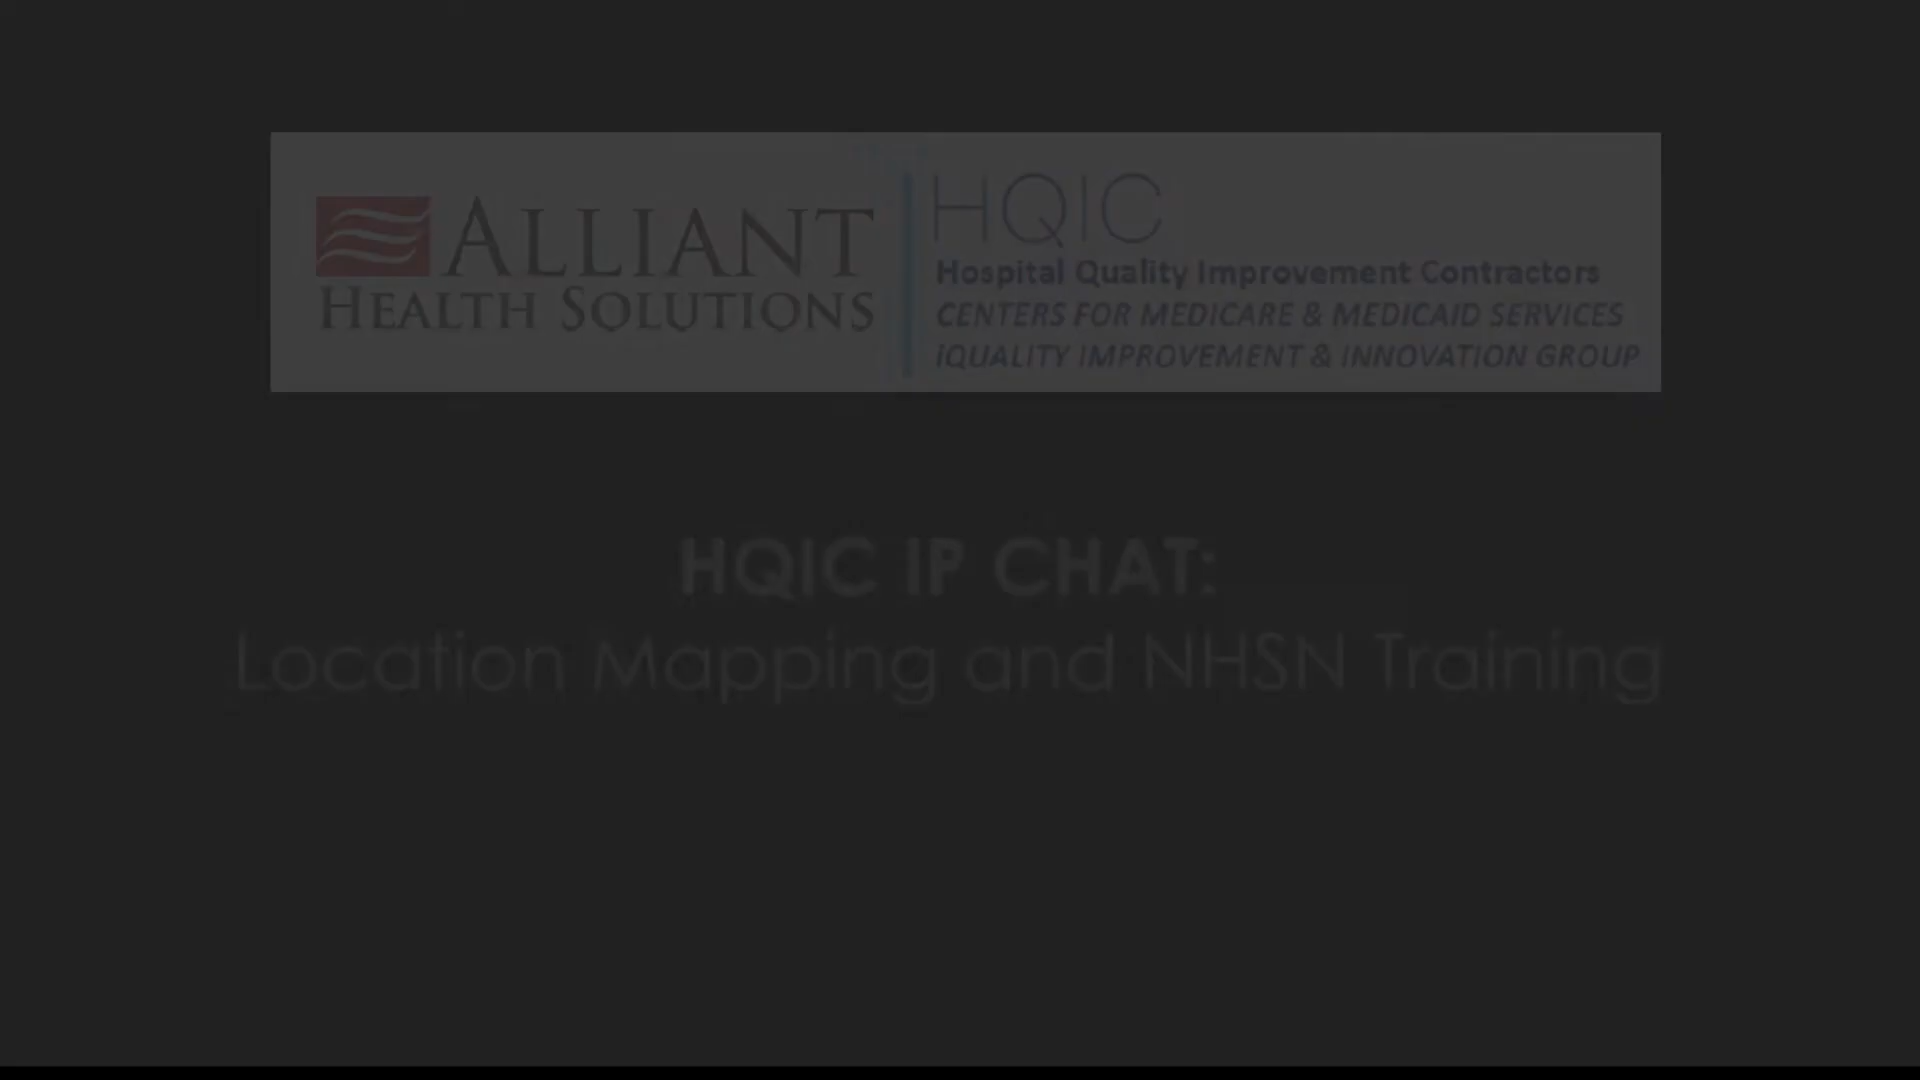 ALLIANT
HEALTH SOLUTIONS
HQIC
Hospital Quality Improvement Contractors
CENTERS FOR MEDICARE & MEDICAID SERVICES
iQUALITY IMPROVEMENT & INNOVATION GROUP
HQIC IP CHAT:
Location Mapping and NHSN Training